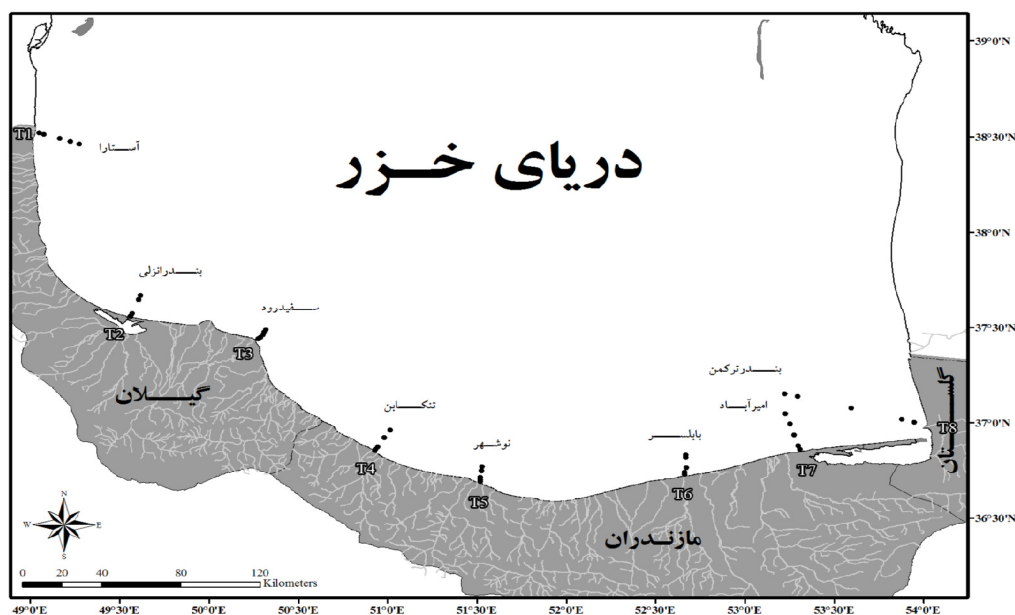 39°0'N
T1
آستارا
38°30'N
دریای خزر
38°0'N
بندرانزلی
سفیدرود
T2
T3
37°30'N
گیلان
تنکابن
نوشهر
بابلسر
بندرترکمن
امیرآباد
گلستان
T8
37°0'N
T4
T5
T6
T7
مازندران
36°30'N
N
W
E
S
0 20 40 80 120
Kilometers
49°0'E 49°30'E 50°0'E 50°30'E 51°0'E 51°30'E 52°0'E 52°30'E 53°0'E 53°30'E 54°0'E